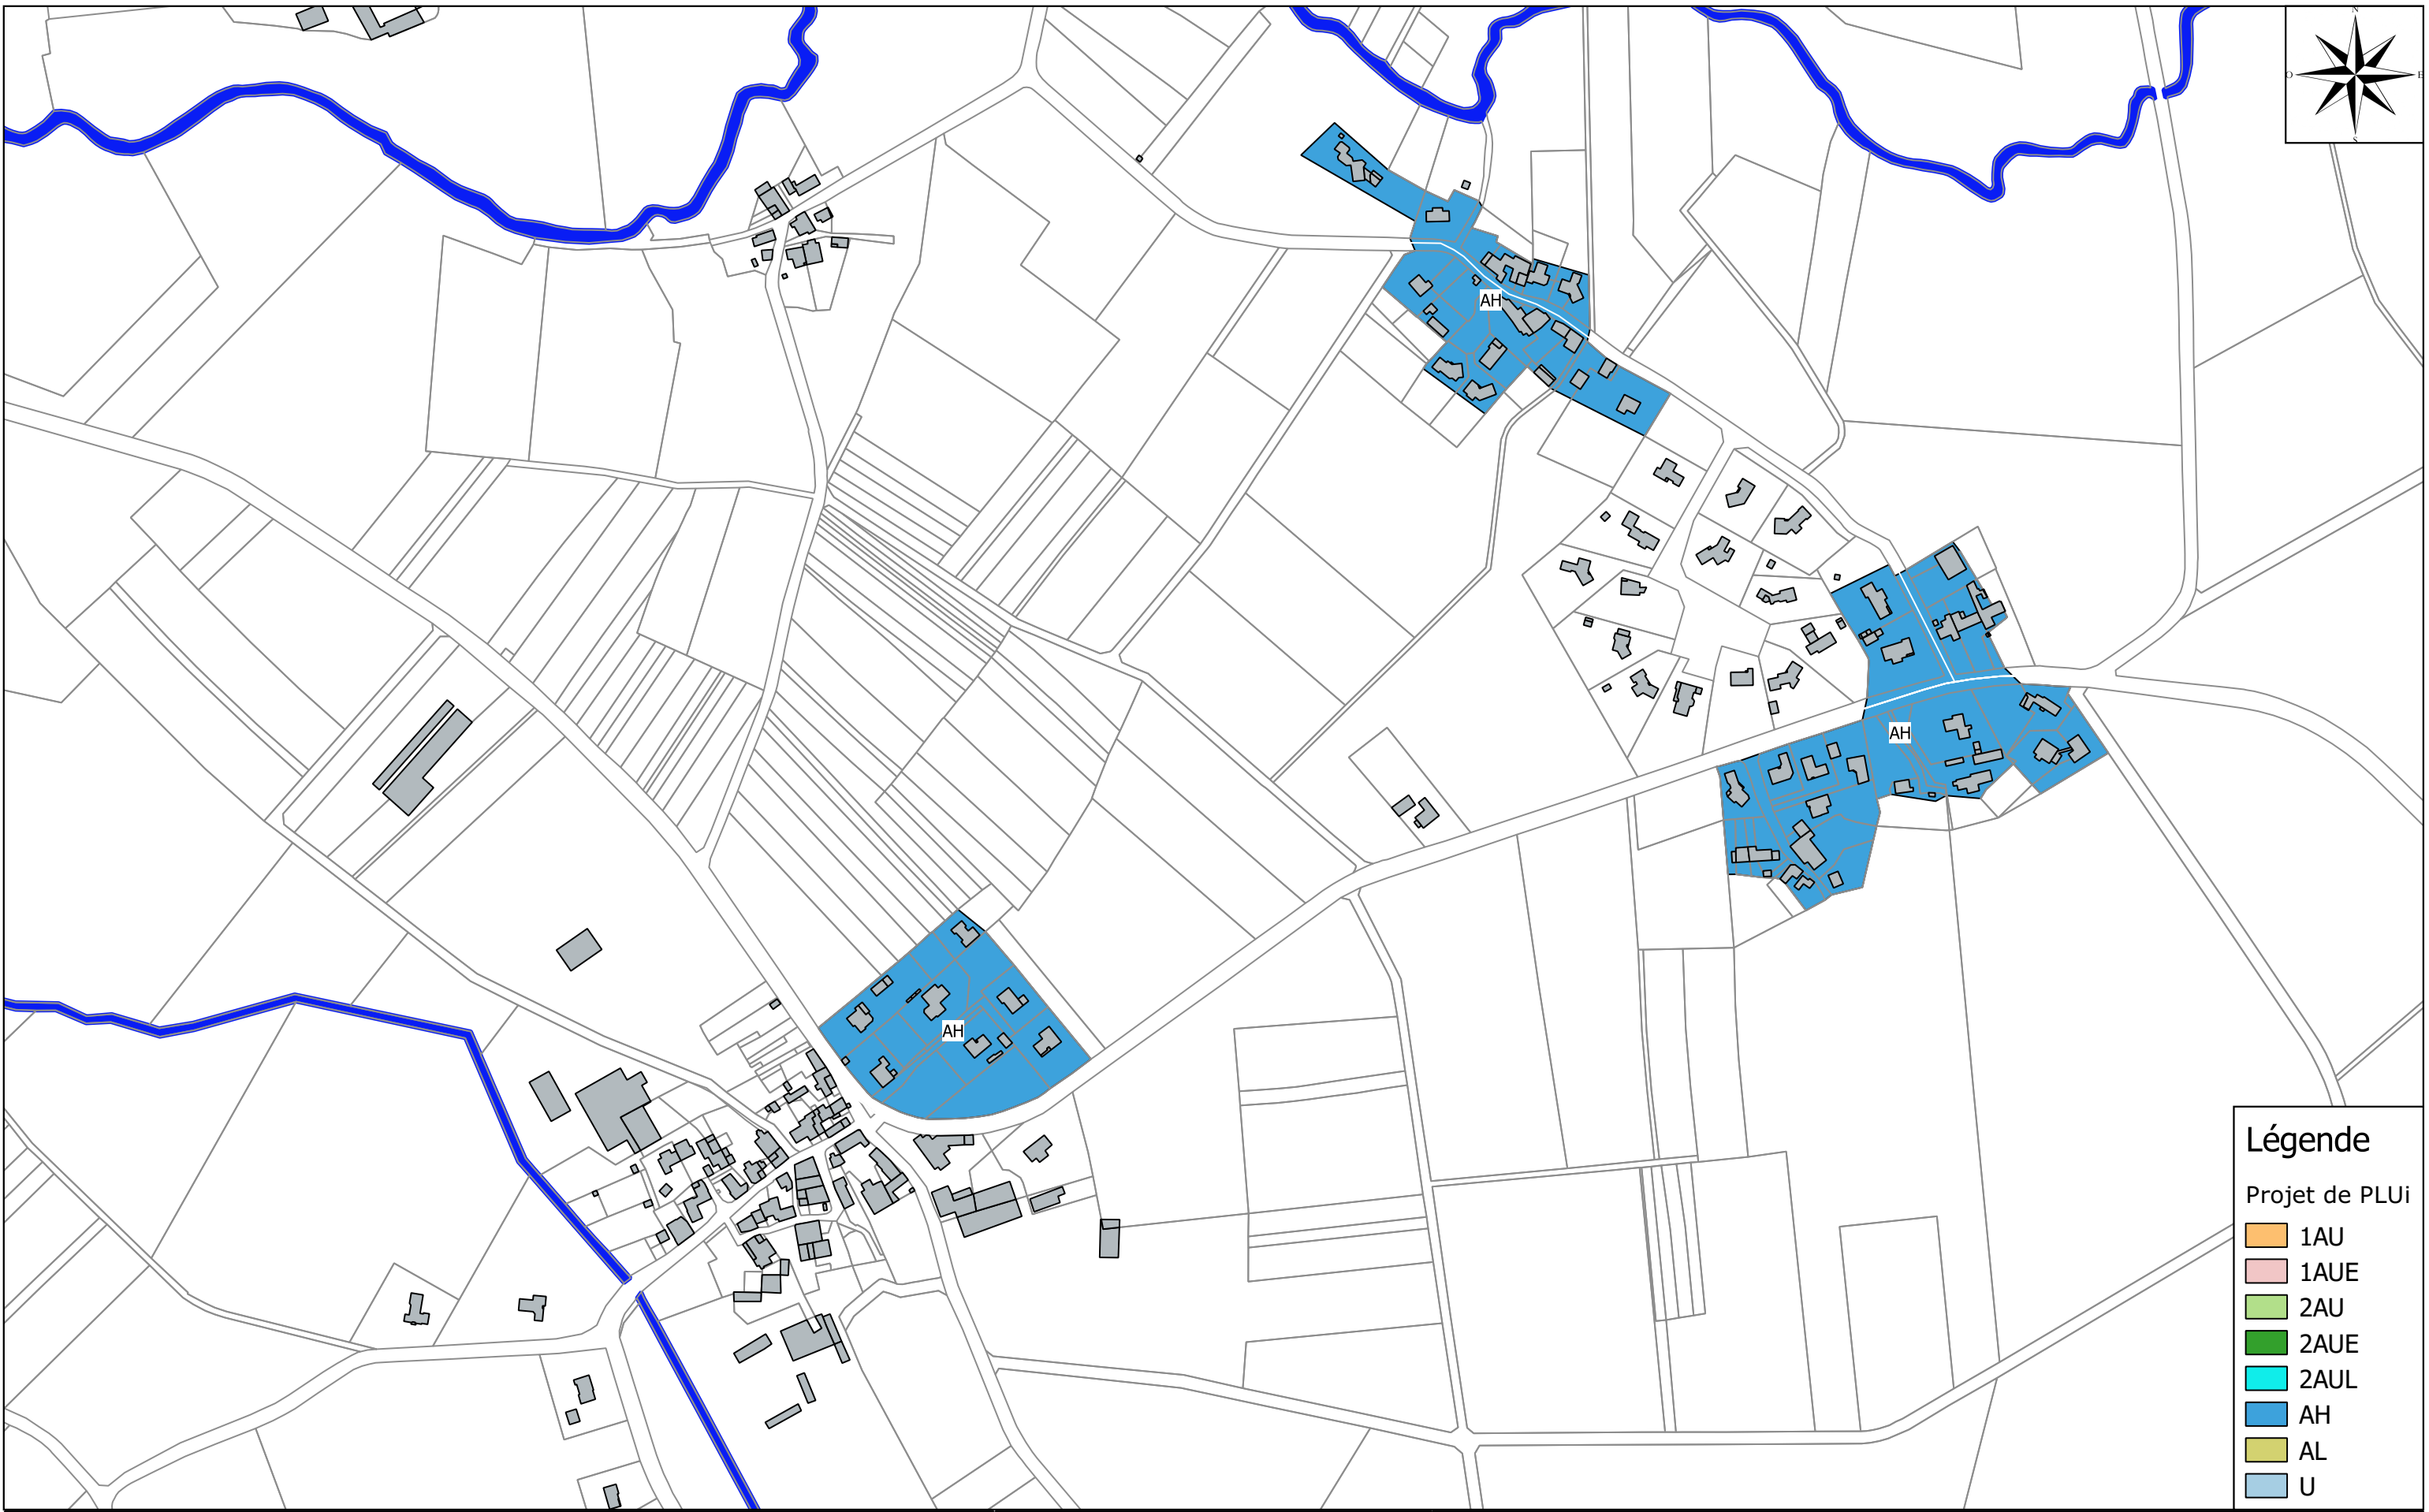 N
O
E
S
AH
AH
AH
Légende
Projet de PLUi
1AU
1AUE
2AU
2AUE
2AUL
AH
AL
U